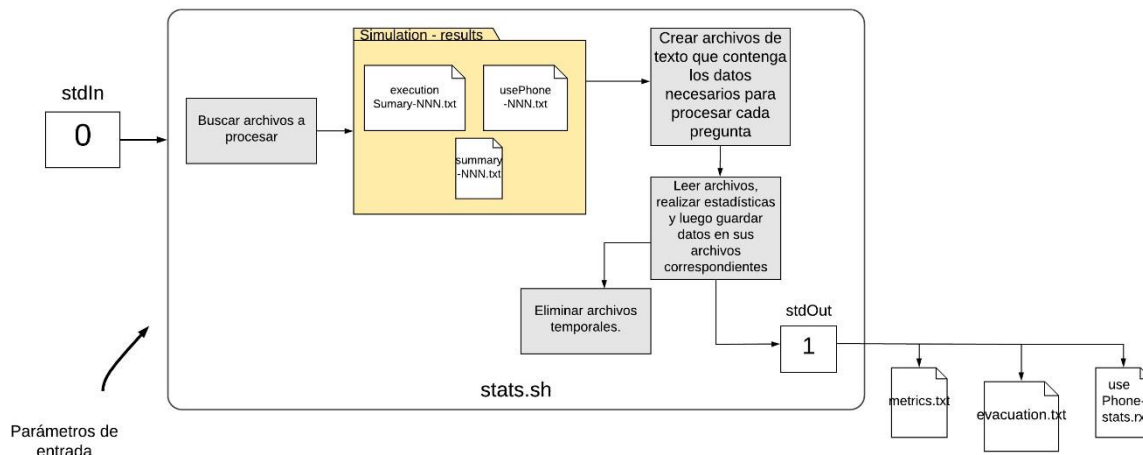 stdIn
0
Buscar archivos a
procesar
Simulation - results
execution
Sumary-NNN.txt
usePhone
-NNN.txt
summary
-NNN.txt
Crear archivos de
texto que contenga
los datos
necesarios para
procesar cada
pregunta
Leer archivos,
realizar estadísticas
y luego guardar
datos en sus
archivos
correspondientes
Eliminar archivos
temporales.
stdOut
1
stats.sh
metrics.txt
evacuation.txt
use
Phone-
stats.rx
Parámetros de
entrada